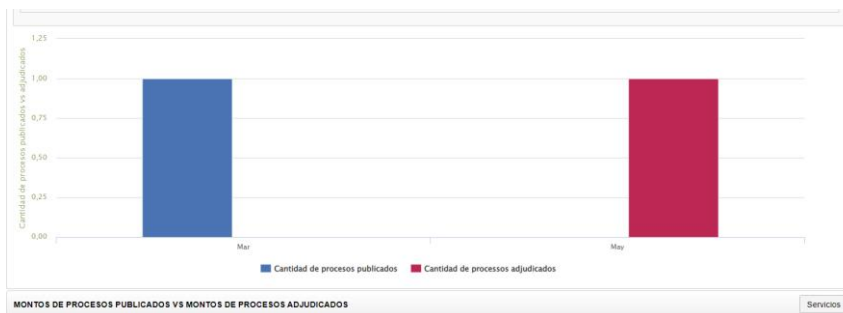 Cantidad de procesos publicados vs adjudicados
1,25
1,00
0,75
0,50
0,25
0,00
Mar
May
Cantidad de procesos publicados
Cantidad de processos adjudicados
MONTOS DE PROCESOS PUBLICADOS VS MONTOS DE PROCESOS ADJUDICADOS
Servicios